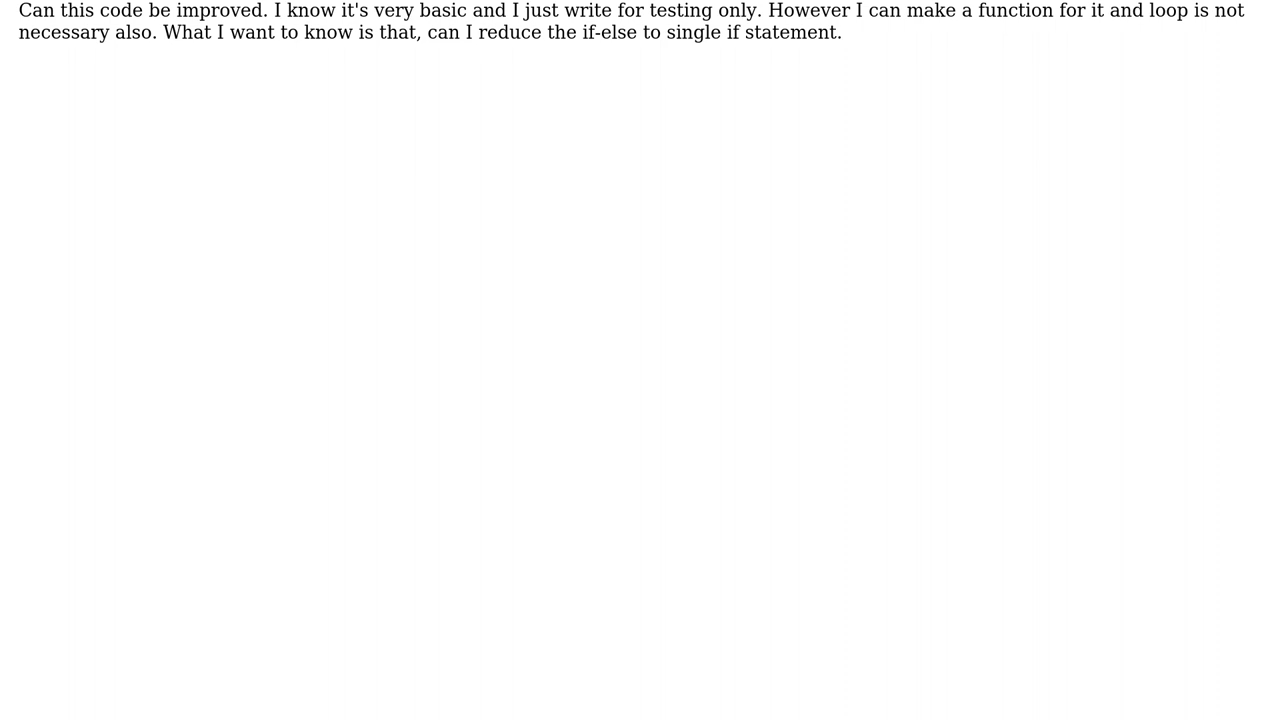 Can this code be improved. I know it's very basic and I just write for testing only. However I can make a function for it and loop is not
necessary also. What I want to know is that, can I reduce the if-else to single if statement.